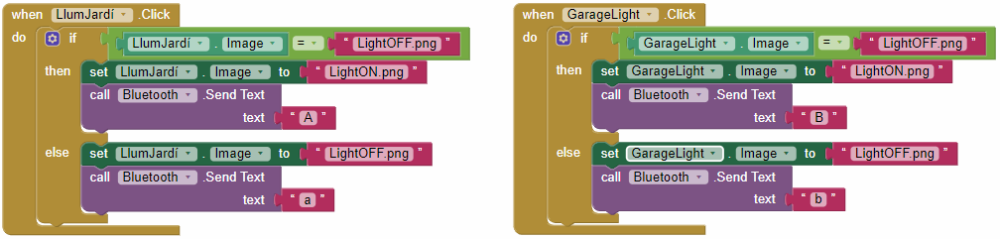 when LlumJardí .Click
do if LlumJardí . Image = “ LightOFF.png ”
then set LlumJardí . Image to “ LightON.png ”
call Bluetooth .Send Text
text “ A ”
else set LlumJardí . Image to “ LightOFF.png ”
call Bluetooth .Send Text
text “ a ”
when GarageLight .Click
do if GarageLight . Image = “ LightOFF.png ”
then set GarageLight . Image to “ LightON.png ”
call Bluetooth .Send Text
text “ B ”
else set GarageLight . Image to “ LightOFF.png ”
call Bluetooth .Send Text
text “ b ”